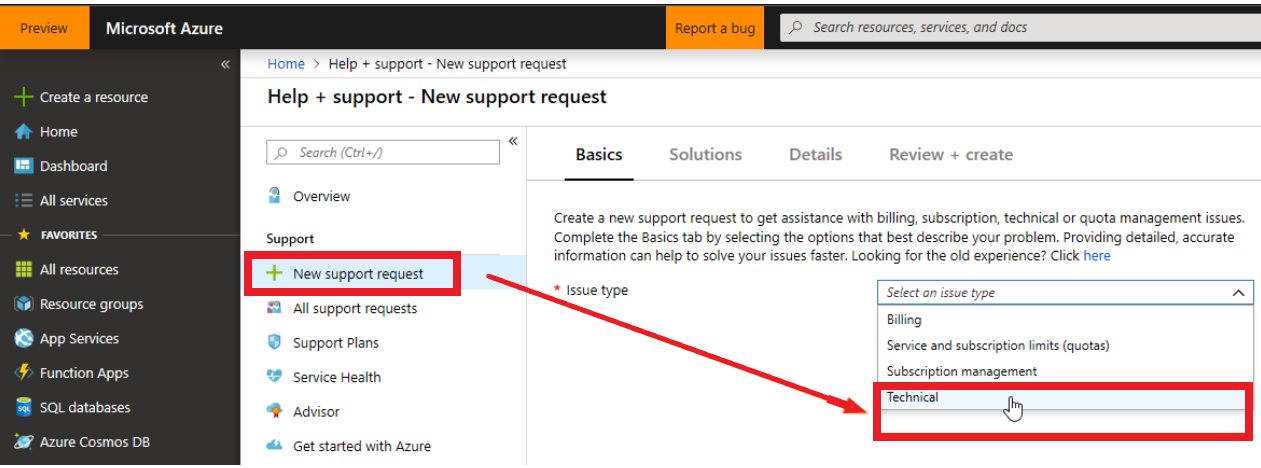 Preview
Microsoft Azure
Report a bug
Search resources, services, and docs
«
Create a resource
Home
Dashboard
All services
FAVORITES
All resources
Resource groups
App Services
Function Apps
SQL databases
Azure Cosmos DB
Home > Help + support - New support request
Help + support - New support request
Search (Ctrl+/)
«
Overview
Support
New support request
All support requests
Support Plans
Service Health
Advisor
Get started with Azure
Basics Solutions Details Review + create
Create a new support request to get assistance with billing, subscription, technical or quota management issues.
Complete the Basics tab by selecting the options that best describe your problem. Providing detailed, accurate
information can help to solve your issues faster. Looking for the old experience? Click here
* Issue type
Select an issue type
Billing
Service and subscription limits (quotas)
Subscription management
Technical